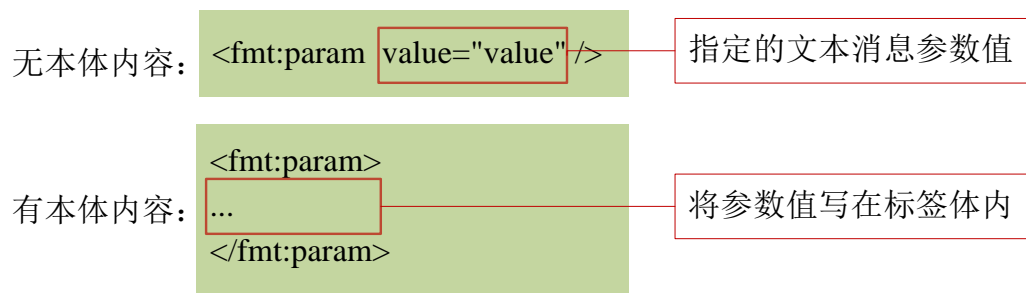 无本体内容： <fmt:param value="value" /> 指定的文本消息参数值
<fmt:param>
有本体内容： ... 将参数值写在标签体内
</fmt:param>